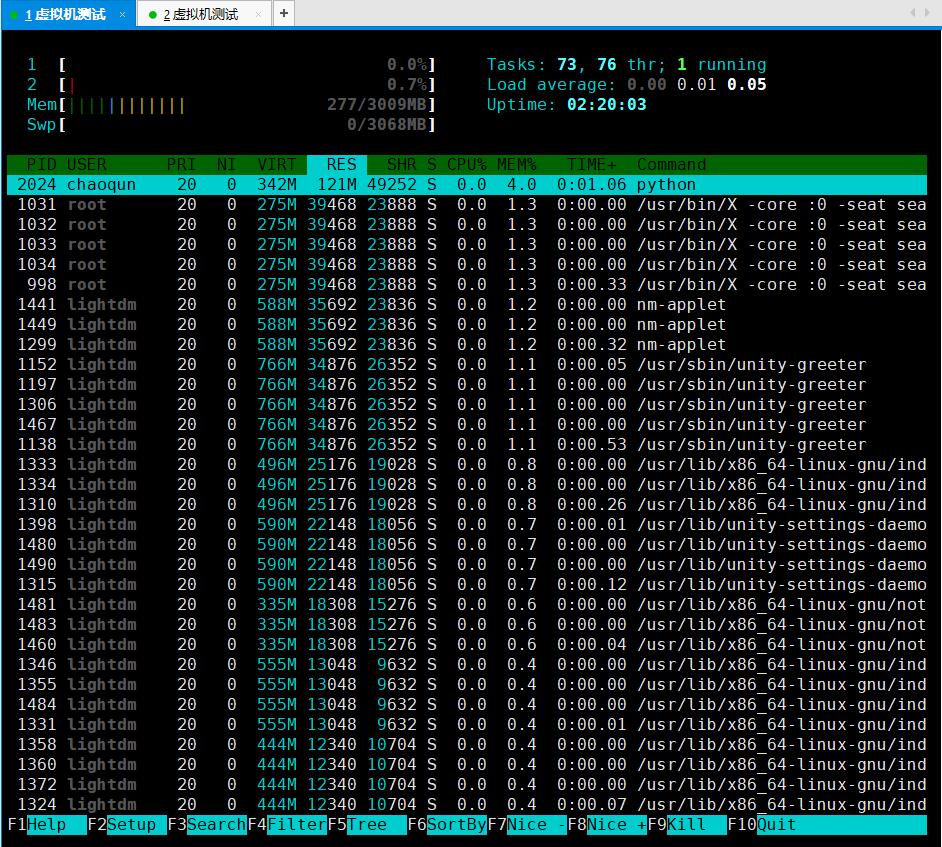 1 虚拟机测试 × 2 虚拟机测试 × +
1 [ 0.0%] Tasks: 73, 76 thr; 1 running
2 [| 0.7%] Load average: 0.00 0.01 0.05
Mem[|||||||||||| 277/3009MB] Uptime: 02:20:03
Swp[ 0/3068MB]
PID USER PRI NI VIRT RES SHR S CPU% MEM% TIME+ Command
2024 chaoqun 20 0 342M 121M 49252 S 0.0 4.0 0:01.06 python
1031 root 20 0 275M 39468 23888 S 0.0 1.3 0:00.00 /usr/bin/X -core :0 -seat sea
1032 root 20 0 275M 39468 23888 S 0.0 1.3 0:00.00 /usr/bin/X -core :0 -seat sea
1033 root 20 0 275M 39468 23888 S 0.0 1.3 0:00.00 /usr/bin/X -core :0 -seat sea
1034 root 20 0 275M 39468 23888 S 0.0 1.3 0:00.00 /usr/bin/X -core :0 -seat sea
998 root 20 0 275M 39468 23888 S 0.0 1.3 0:00.33 /usr/bin/X -core :0 -seat sea
1441 lightdm 20 0 588M 35692 23836 S 0.0 1.2 0:00.00 nm-applet
1449 lightdm 20 0 588M 35692 23836 S 0.0 1.2 0:00.00 nm-applet
1299 lightdm 20 0 588M 35692 23836 S 0.0 1.2 0:00.32 nm-applet
1152 lightdm 20 0 766M 34876 26352 S 0.0 1.1 0:00.05 /usr/sbin/unity-greeter
1197 lightdm 20 0 766M 34876 26352 S 0.0 1.1 0:00.00 /usr/sbin/unity-greeter
1306 lightdm 20 0 766M 34876 26352 S 0.0 1.1 0:00.00 /usr/sbin/unity-greeter
1467 lightdm 20 0 766M 34876 26352 S 0.0 1.1 0:00.00 /usr/sbin/unity-greeter
1138 lightdm 20 0 766M 34876 26352 S 0.0 1.1 0:00.53 /usr/sbin/unity-greeter
1333 lightdm 20 0 496M 25176 19028 S 0.0 0.8 0:00.00 /usr/lib/x86_64-linux-gnu/ind
1334 lightdm 20 0 496M 25176 19028 S 0.0 0.8 0:00.00 /usr/lib/x86_64-linux-gnu/ind
1310 lightdm 20 0 496M 25176 19028 S 0.0 0.8 0:00.26 /usr/lib/x86_64-linux-gnu/ind
1398 lightdm 20 0 590M 22148 18056 S 0.0 0.7 0:00.01 /usr/lib/unity-settings-daemo
1480 lightdm 20 0 590M 22148 18056 S 0.0 0.7 0:00.00 /usr/lib/unity-settings-daemo
1490 lightdm 20 0 590M 22148 18056 S 0.0 0.7 0:00.00 /usr/lib/unity-settings-daemo
1315 lightdm 20 0 590M 22148 18056 S 0.0 0.7 0:00.12 /usr/lib/unity-settings-daemo
1481 lightdm 20 0 335M 18308 15276 S 0.0 0.6 0:00.00 /usr/lib/x86_64-linux-gnu/not
1483 lightdm 20 0 335M 18308 15276 S 0.0 0.6 0:00.00 /usr/lib/x86_64-linux-gnu/not
1460 lightdm 20 0 335M 18308 15276 S 0.0 0.6 0:00.04 /usr/lib/x86_64-linux-gnu/not
1346 lightdm 20 0 555M 13048 9632 S 0.0 0.4 0:00.00 /usr/lib/x86_64-linux-gnu/ind
1355 lightdm 20 0 555M 13048 9632 S 0.0 0.4 0:00.00 /usr/lib/x86_64-linux-gnu/ind
1484 lightdm 20 0 555M 13048 9632 S 0.0 0.4 0:00.00 /usr/lib/x86_64-linux-gnu/ind
1331 lightdm 20 0 555M 13048 9632 S 0.0 0.4 0:00.01 /usr/lib/x86_64-linux-gnu/ind
1358 lightdm 20 0 444M 12340 10704 S 0.0 0.4 0:00.00 /usr/lib/x86_64-linux-gnu/ind
1360 lightdm 20 0 444M 12340 10704 S 0.0 0.4 0:00.00 /usr/lib/x86_64-linux-gnu/ind
1372 lightdm 20 0 444M 12340 10704 S 0.0 0.4 0:00.00 /usr/lib/x86_64-linux-gnu/ind
1324 lightdm 20 0 444M 12340 10704 S 0.0 0.4 0:00.07 /usr/lib/x86_64-linux-gnu/ind
F1Help F2Setup F3SearchF4FilterF5Tree F6SortByF7Nice -F8Nice +F9Kill F10Quit